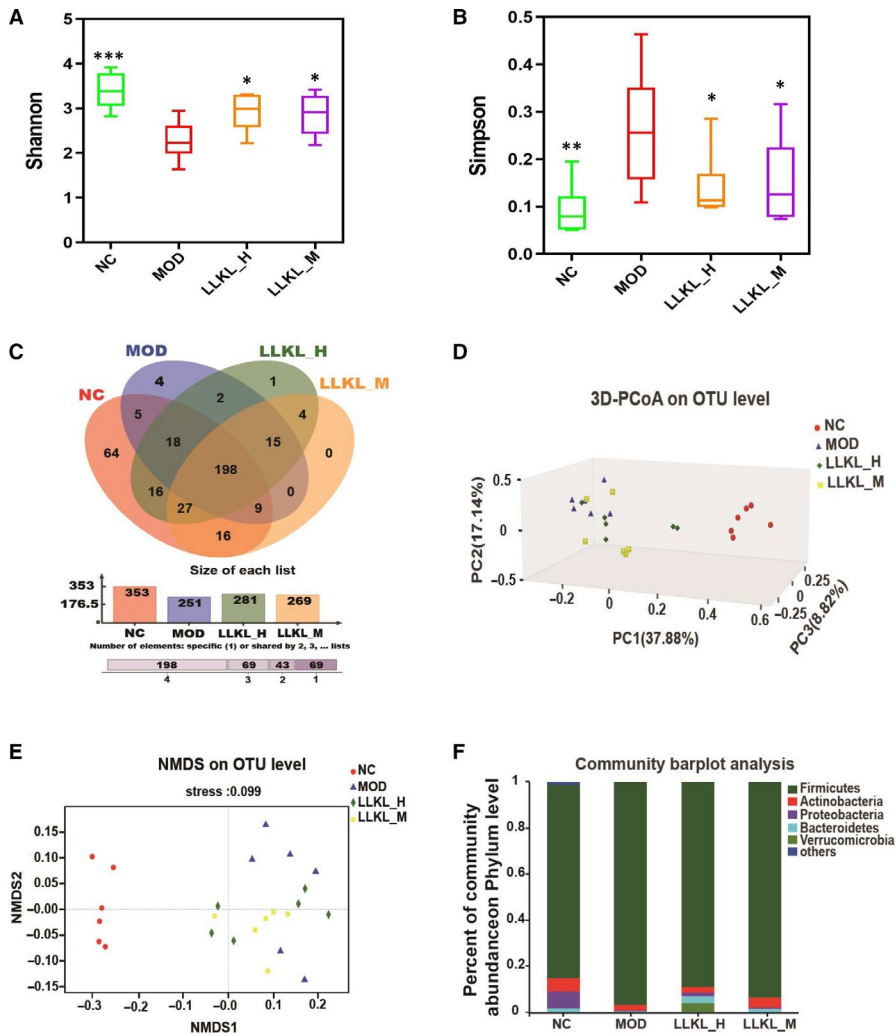 A
5
4
3
2
1
0
Shannon
***
*
*
NC
MOD
LLKL_H
LLKL_M
B
0.5
0.4
0.3
0.2
0.1
0.0
Simpson
**
*
*
NC
MOD
LLKL_H
LLKL_M
C
MOD
LLKL_H
NC
LLKL_M
4
1
5
2
4
64
18
15
0
198
16
0
27
9
16
Size of each list
353
176.5
353
251
281
269
NC
MOD
LLKL_H
LLKL_M
Number of elements: specific (1) or shared by 2, 3, ... lists
198
69
43
69
4
3
2
1
D
3D-PCoA on OTU level
NC
MOD
LLKL_H
LLKL_M
0.5
0
−0.5
PC2(17.14%)
−0.2
0
0.2
0.4
0.6
PC1(37.88%)
0.25
0
−0.25
PC3(8.82%)
E
NMDS on OTU level
stress :0.099
NC
MOD
LLKL_H
LLKL_M
0.15
0.10
0.05
−0.00
−0.05
−0.10
−0.15
NMDS2
−0.3
−0.2
−0.1
−0.0
0.1
0.2
NMDS1
F
Community barplot analysis
1
0.8
0.6
0.4
0.2
0
Percent of community
abundanceon Phylum level
NC
MOD
LLKL_H
LLKL_M
Firmicutes
Actinobacteria
Proteobacteria
Bacteroidetes
Verrucomicrobia
others